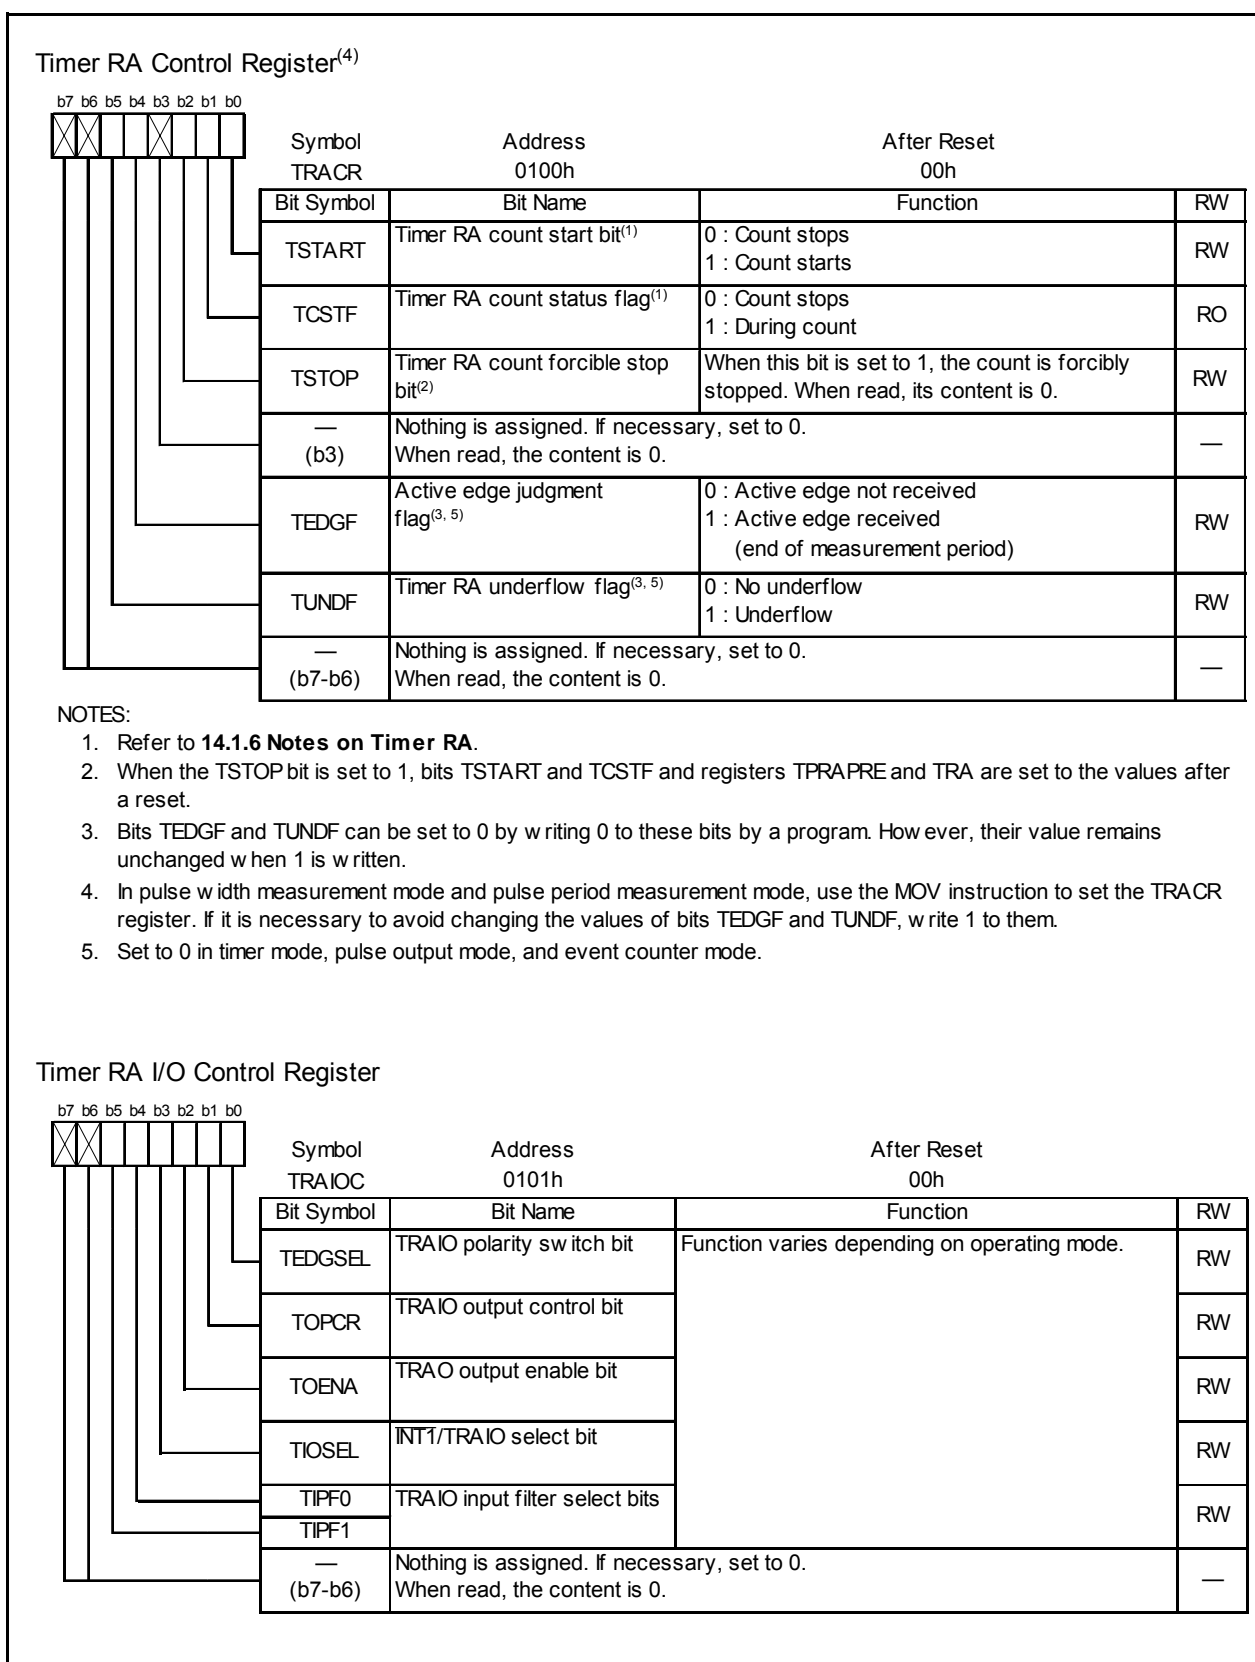 Timer RA Control Register(4)
b7 b6 b5 b4 b3 b2 b1 b0
Symbol Address After Reset
TRACR 0100h 00h
Bit Symbol Bit Name Function RW
TSTART Timer RA count start bit(1) 0 : Count stops RW
1 : Count starts
TCSTF Timer RA count status flag(1) 0 : Count stops RO
1 : During count
TSTOP Timer RA count forcible stop When this bit is set to 1, the count is forcibly RW
bit(2) stopped. When read, its content is 0.
— Nothing is assigned. If necessary, set to 0. —
(b3) When read, the content is 0.
TEDGF Active edge judgment 0 : Active edge not received RW
flag(3, 5) 1 : Active edge received
(end of measurement period)
TUNDF Timer RA underflow flag(3, 5) 0 : No underflow RW
1 : Underflow
— Nothing is assigned. If necessary, set to 0. —
(b7-b6) When read, the content is 0.
NOTES:
1. Refer to 14.1.6 Notes on Timer RA.
2. When the TSTOP bit is set to 1, bits TSTART and TCSTF and registers TPRAPRE and TRA are set to the values after
a reset.
3. Bits TEDGF and TUNDF can be set to 0 by writing 0 to these bits by a program. However, their value remains
unchanged when 1 is written.
4. In pulse width measurement mode and pulse period measurement mode, use the MOV instruction to set the TRACR
register. If it is necessary to avoid changing the values of bits TEDGF and TUNDF, write 1 to them.
5. Set to 0 in timer mode, pulse output mode, and event counter mode.
Timer RA I/O Control Register
b7 b6 b5 b4 b3 b2 b1 b0
Symbol Address After Reset
TRAIOC 0101h 00h
Bit Symbol Bit Name Function RW
TEDGSEL TRAIO polarity switch bit Function varies depending on operating mode. RW
TOPCR TRAIO output control bit RW
TOENA TRAO output enable bit RW
TIOSEL INT1/TRAIO select bit RW
TIPF0 TRAIO input filter select bits RW
TIPF1
— Nothing is assigned. If necessary, set to 0. —
(b7-b6) When read, the content is 0.